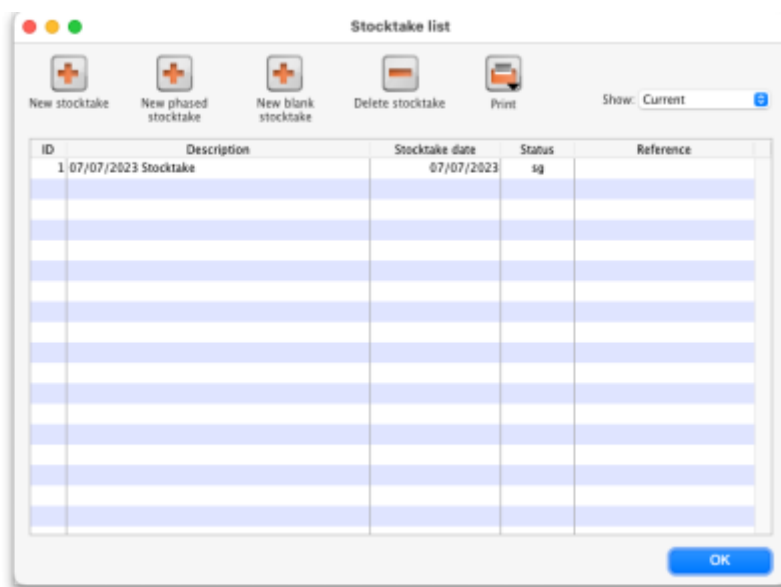 Stocktake list
New stocktake
New phased
stocktake
New blank
stocktake
Delete stocktake
Print
Show: Current
ID Description Stocktake date Status Reference
1 07/07/2023 Stocktake 07/07/2023 sg
OK